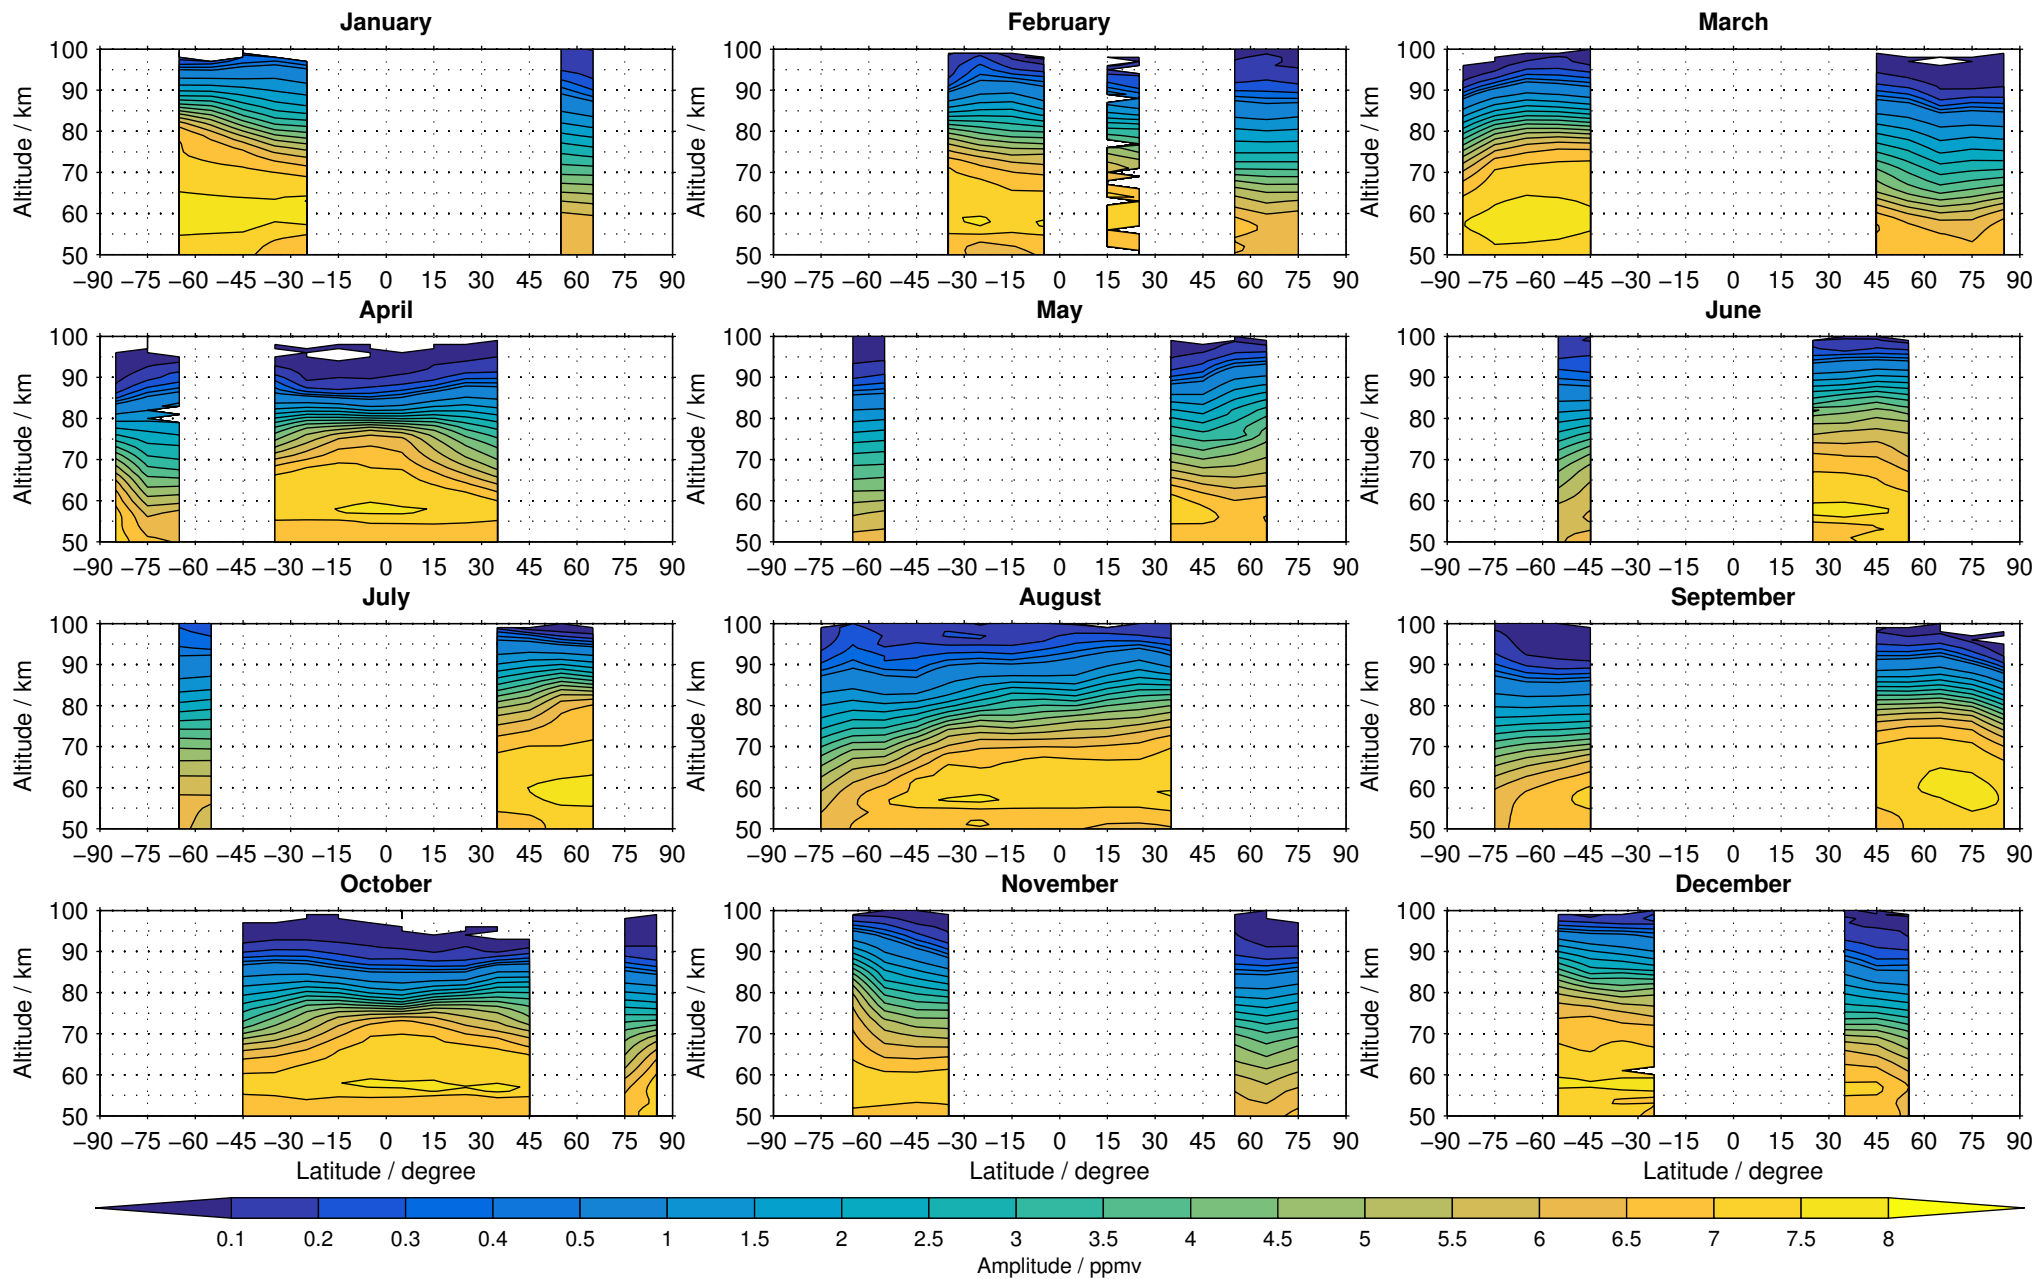 January February March
100 100 100
90 90 90
80 80 80
70 70 70
60 60 60
50 50 50
Altitude / km Altitude / km Altitude / km
−90 −75 −60 −45 −30 −15 0 15 30 45 60 75 90 −90 −75 −60 −45 −30 −15 0 15 30 45 60 75 90 −90 −75 −60 −45 −30 −15 0 15 30 45 60 75 90
April May June
100 100 100
90 90 90
80 80 80
70 70 70
60 60 60
50 50 50
Altitude / km Altitude / km Altitude / km
−90 −75 −60 −45 −30 −15 0 15 30 45 60 75 90 −90 −75 −60 −45 −30 −15 0 15 30 45 60 75 90 −90 −75 −60 −45 −30 −15 0 15 30 45 60 75 90
July August September
100 100 100
90 90 90
80 80 80
70 70 70
60 60 60
50 50 50
Altitude / km Altitude / km Altitude / km
−90 −75 −60 −45 −30 −15 0 15 30 45 60 75 90 −90 −75 −60 −45 −30 −15 0 15 30 45 60 75 90 −90 −75 −60 −45 −30 −15 0 15 30 45 60 75 90
October November December
100 100 100
90 90 90
80 80 80
70 70 70
60 60 60
50 50 50
Altitude / km Altitude / km Altitude / km
−90 −75 −60 −45 −30 −15 0 15 30 45 60 75 90 −90 −75 −60 −45 −30 −15 0 15 30 45 60 75 90 −90 −75 −60 −45 −30 −15 0 15 30 45 60 75 90
Latitude / degree Latitude / degree Latitude / degree
0.1 0.2 0.3 0.4 0.5 1 1.5 2 2.5 3 3.5 4 4.5 5 5.5 6 6.5 7 7.5 8
Amplitude / ppmv